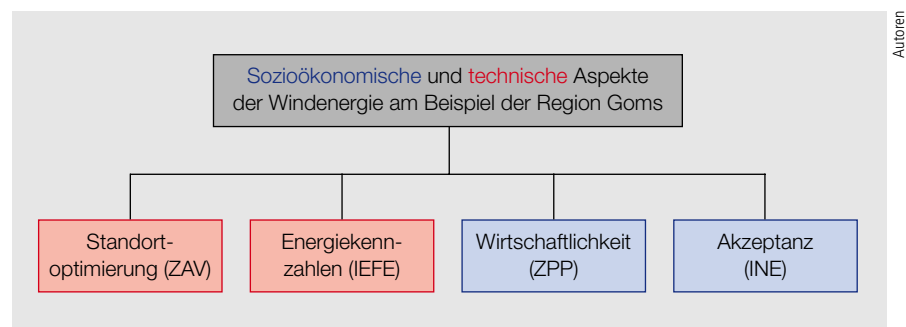 Sozioökonomische und technische Aspekte
der Windenergie am Beispiel der Region Goms
Standort-
optimierung (ZAV)
Energiekenn-
zahlen (IEFE)
Wirtschaftlichkeit
(ZPP)
Akzeptanz
(INE)
Autoren